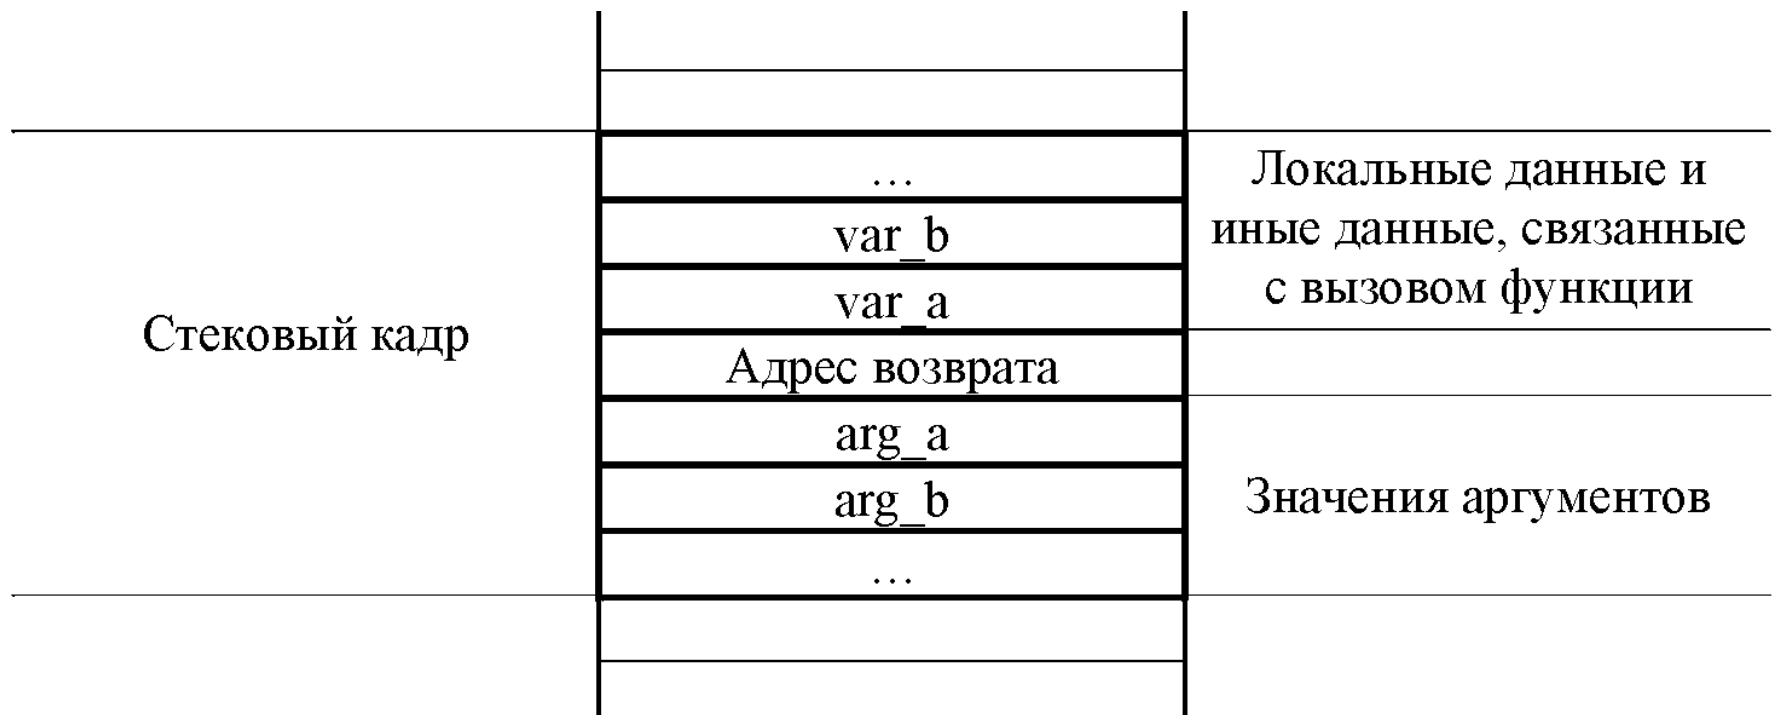 Стековый кадр
…
var_b
var_a
Адрес возврата
arg_a
arg_b
…
Локальные данные и
иные данные, связанные
с вызовом функции
Значения аргументов